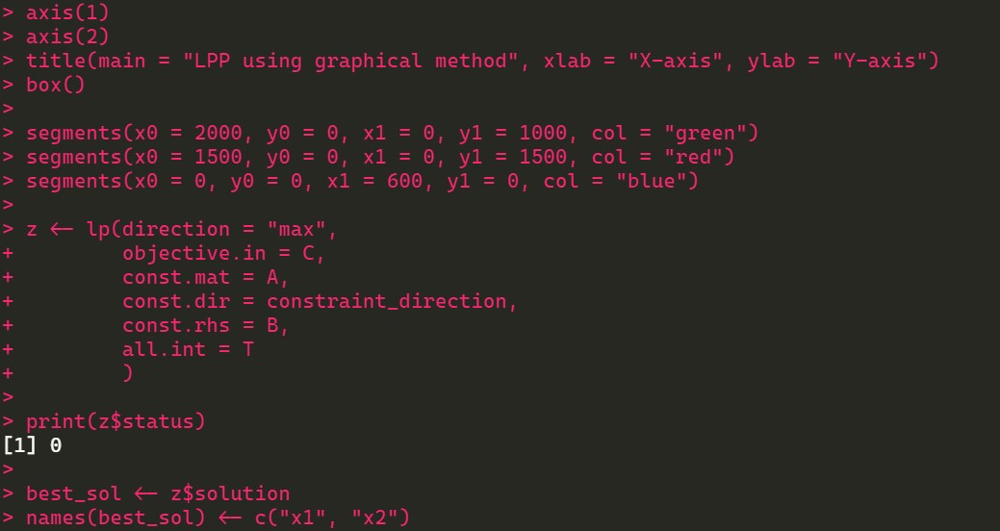 > axis(1)
> axis(2)
> title(main = "LPP using graphical method", xlab = "X-axis", ylab = "Y-axis")
> box()
>
> segments(x0 = 2000, y0 = 0, x1 = 0, y1 = 1000, col = "green")
> segments(x0 = 1500, y0 = 0, x1 = 0, y1 = 1500, col = "red")
> segments(x0 = 0, y0 = 0, x1 = 600, y1 = 0, col = "blue")
>
> z <- lp(direction = "max",
+         objective.in = C,
+         const.mat = A,
+         const.dir = constraint_direction,
+         const.rhs = B,
+         all.int = T
+         )
>
> print(z$status)
[1] 0
>
> best_sol <- z$solution
> names(best_sol) <- c("x1", "x2")